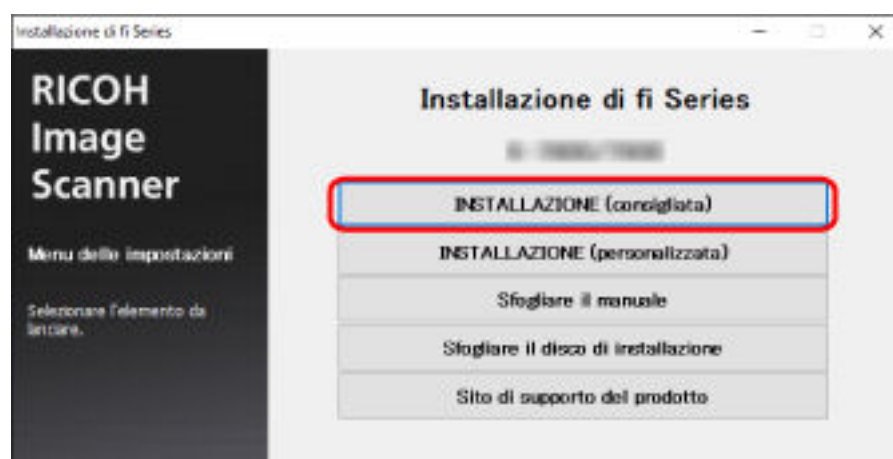 Installazione di fi Series
RICOH
Image
Scanner
Menu delle impostazioni
Selezionare l'elemento da
lanciare.
Installazione di fi Series
INSTALLAZIONE (consigliata)
INSTALLAZIONE (personalizzata)
Sfogliare il manuale
Sfogliare il disco di installazione
Sito di supporto del prodotto